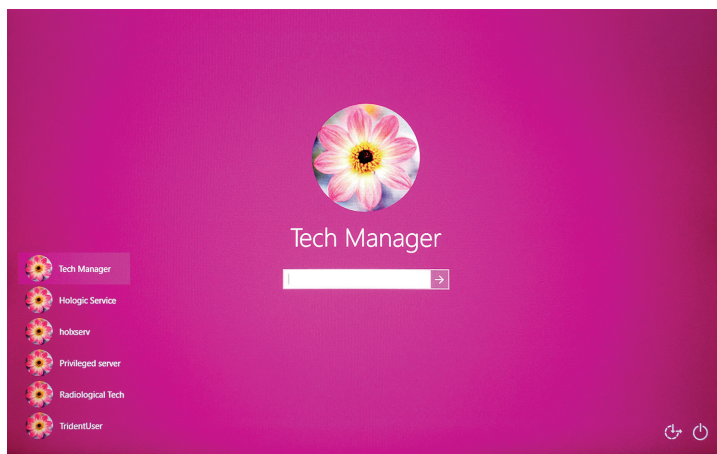 Tech Manager
Tech Manager
Hologic Service
holxserv
Privileged server
Radiological Tech
TridentUser